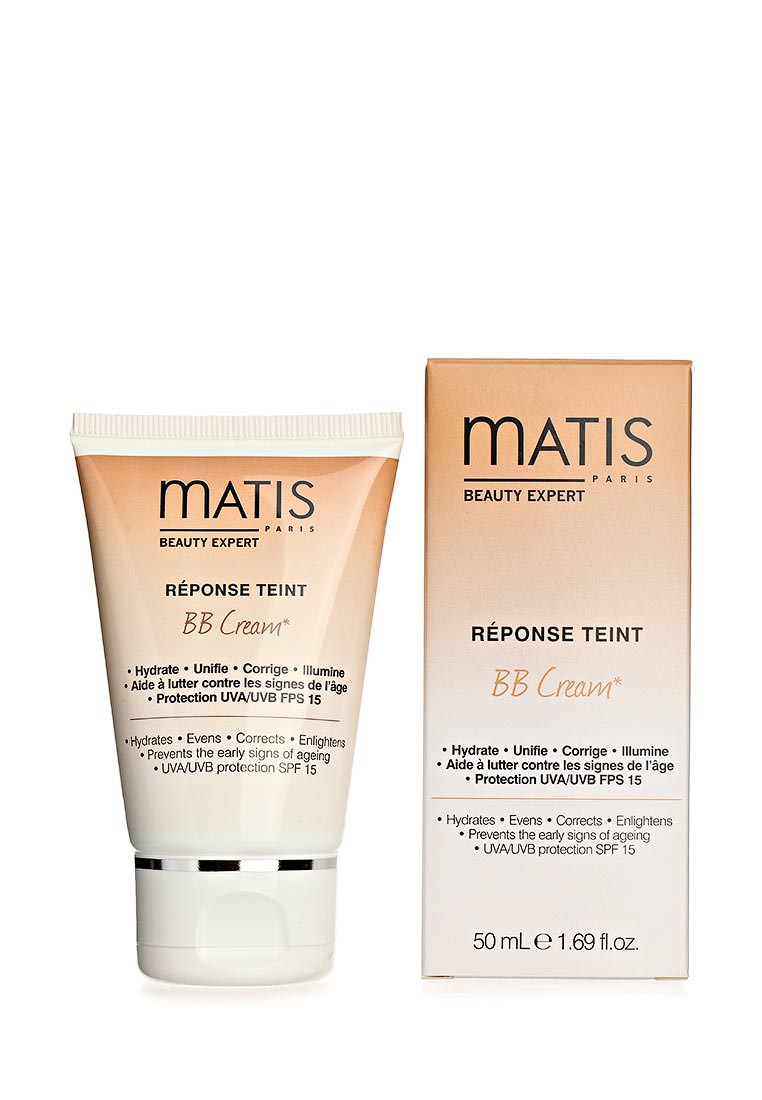 MATIS
PARIS
BEAUTY EXPERT
RÉPONSE TEINT
BB Cream*
• Hydrate • Unifie • Corrige • Illumine
• Aide à lutter contre les signes de l'âge
• Protection UVA/UVB FPS 15
• Hydrates • Evens • Corrects • Enlightens
• Prevents the early signs of ageing
• UVA/UVB protection SPF 15
MATIS
PARIS
BEAUTY EXPERT
RÉPONSE TEINT
BB Cream*
• Hydrate • Unifie • Corrige • Illumine
• Aide à lutter contre les signes de l'âge
• Protection UVA/UVB FPS 15
• Hydrates • Evens • Corrects • Enlightens
• Prevents the early signs of ageing
• UVA/UVB protection SPF 15
50 mL ℮ 1.69 fl.oz.